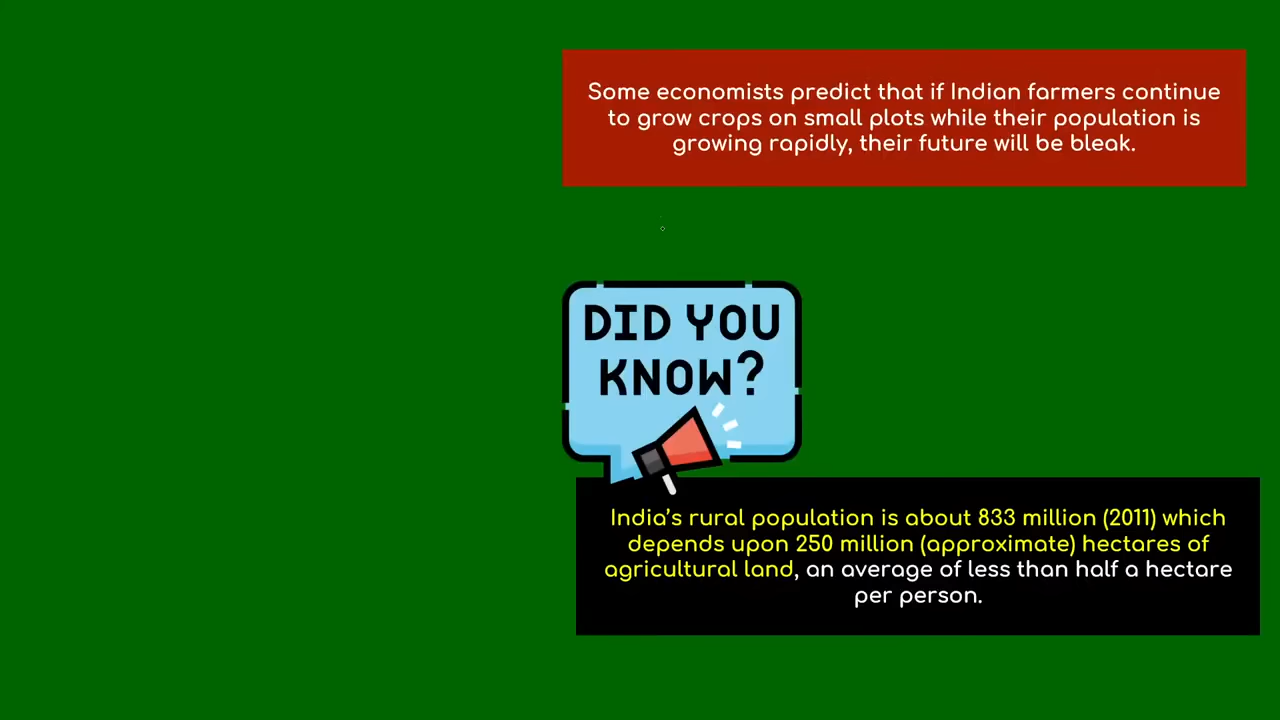 Some economists predict that if Indian farmers continue
to grow crops on small plots while their population is
growing rapidly, their future will be bleak.
DID YOU
KNOW?
India’s rural population is about 833 million (2011) which
depends upon 250 million (approximate) hectares of
agricultural land, an average of less than half a hectare
per person.